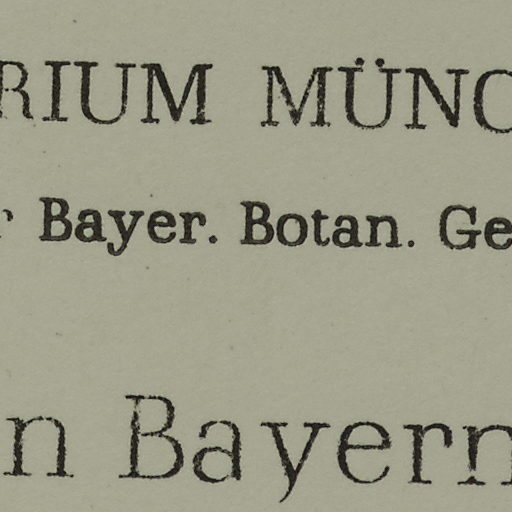 RIUM MÜNC
r Bayer. Botan. Ge
n Bayern